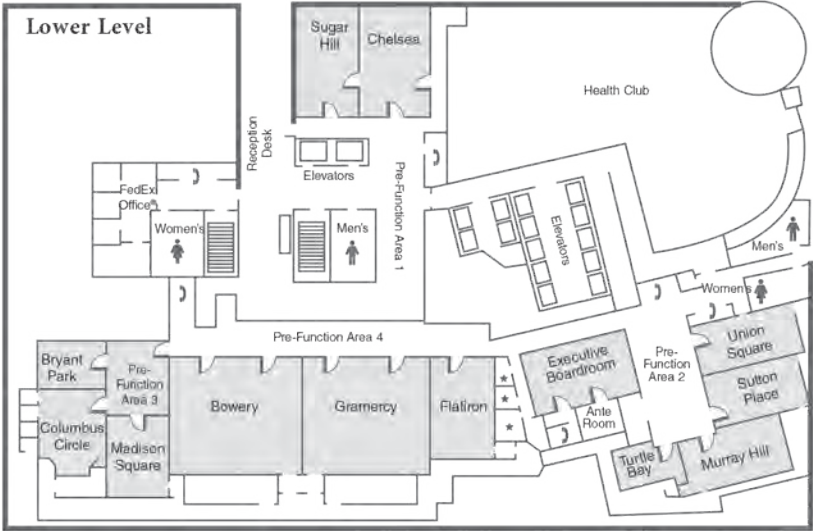 Lower Level
Sugar
Hill
Chelsea
Health Club
Reception
Desk
Elevators
Pre-Function Area 1
FedEx
Office®
Women's
Men's
Elevators
Men's
Women's
Pre-Function Area 4
Bryant
Park
Pre-
Function
Area 3
Columbus
Circle
Madison
Square
Bowery
Gramercy
Flatiron
Executive
Boardroom
Ante
Room
Pre-
Function
Area 2
Union
Square
Sutton
Place
Turtle
Bay
Murray Hill